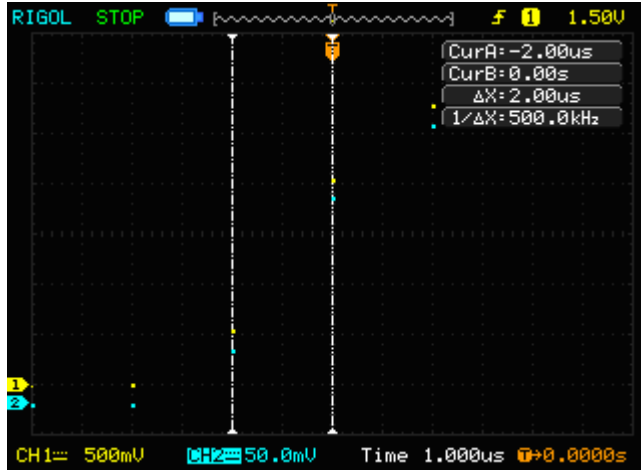 RIGOL STOP T f 1 1.50V
T
CurA:-2.00us
CurB:0.00s
ΔX:2.00us
1/ΔX:500.0kHz
1
2
CH1 500mV CH2 50.0mV Time 1.000us T→0.0000s